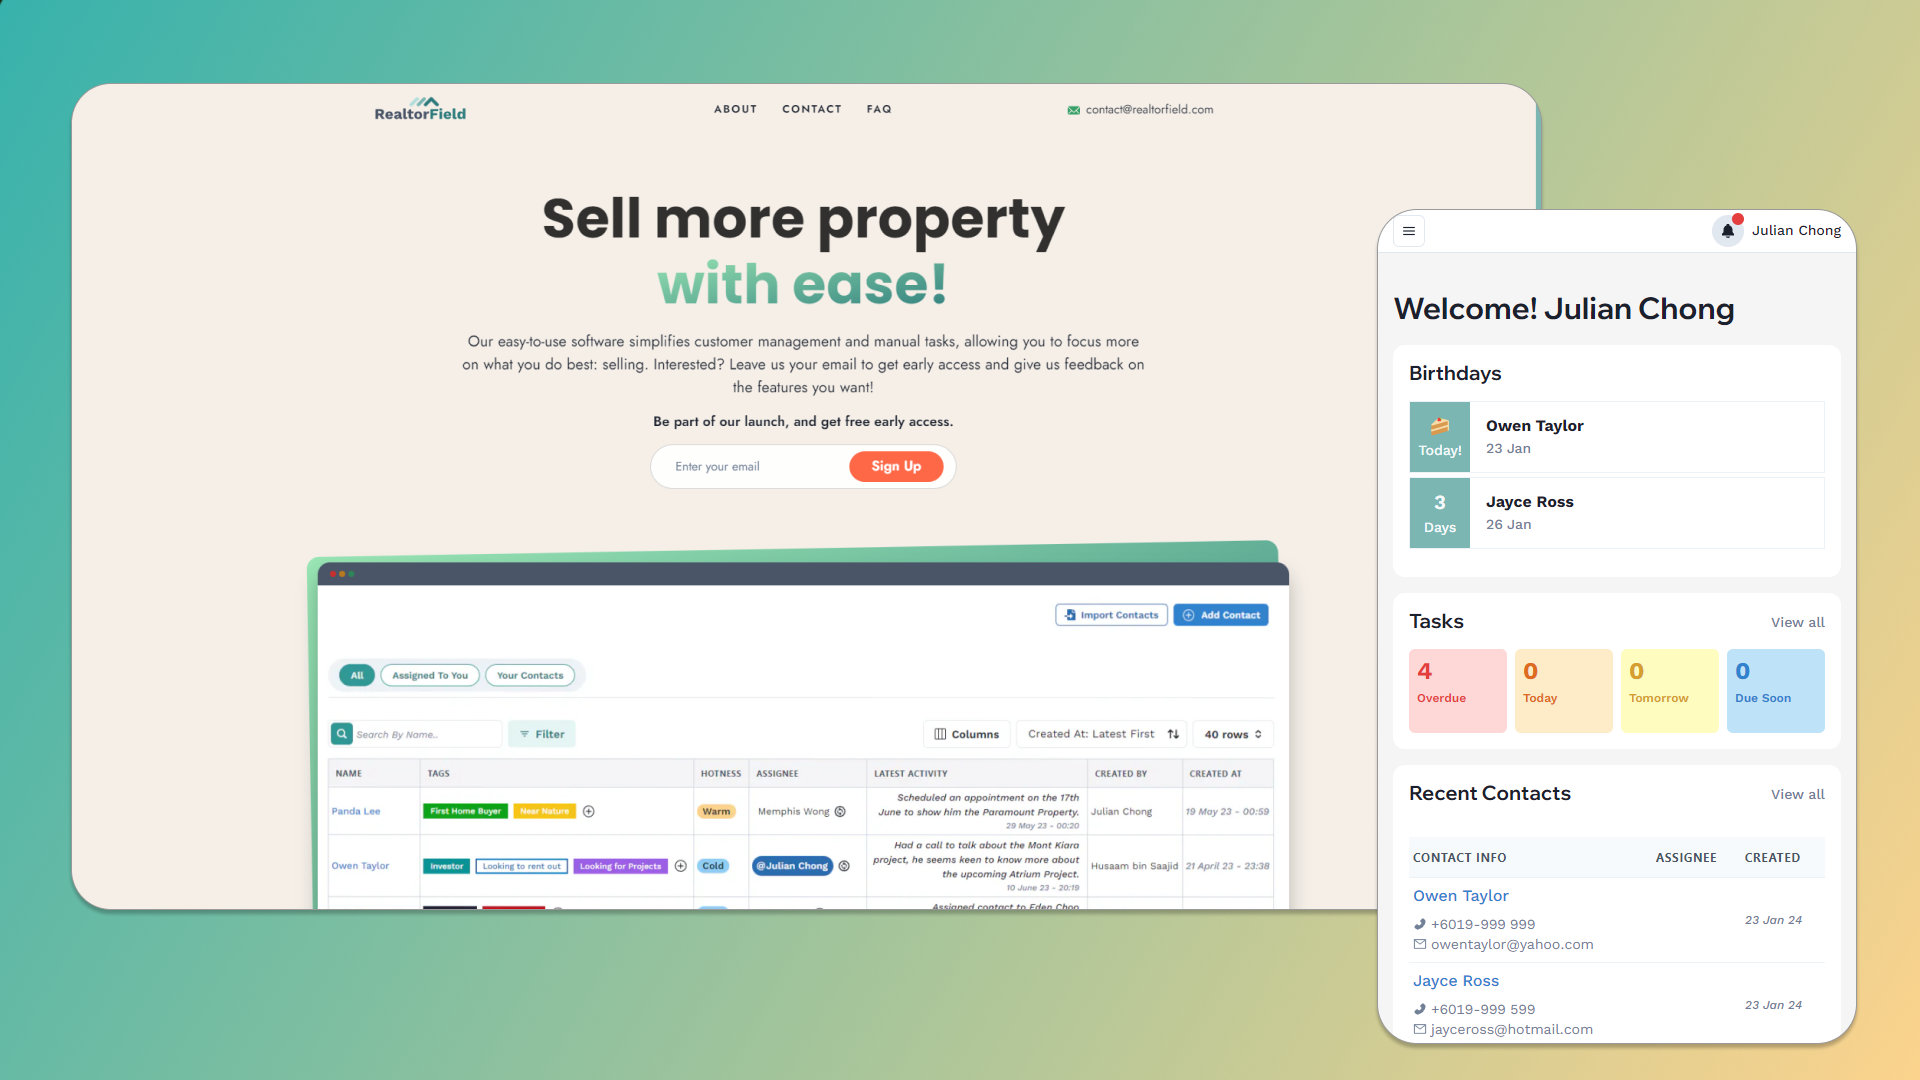 RealtorField
ABOUT CONTACT FAQ
contact@realtorfield.com
Sell more property
with ease!
Our easy-to-use software simplifies customer management and manual tasks, allowing you to focus more
on what you do best: selling. Interested? Leave us your email to get early access and give us feedback on
the features you want!
Be part of our launch, and get free early access.
Enter your email Sign Up
Import Contacts Add Contact
All Assigned To You Your Contacts
Search By Name.. Filter Columns Created At: Latest First 40 rows
NAME TAGS HOTNESS ASSIGNEE LATEST ACTIVITY CREATED BY CREATED AT
Panda Lee First Home Buyer Near Nature Warm Memphis Wong
Scheduled an appointment on the 17th
June to show him the Paramount Property.
29 May 23 - 00:20
Julian Chong 19 May 23 - 00:59
Owen Taylor Investor Looking to rent out Looking for Projects Cold @Julian Chong
Had a call to talk about the Mont Kiara
project, he seems keen to know more about
the upcoming Atrium Project.
10 June 23 - 20:19
Husaam bin Saajid 21 April 23 - 23:38
Assigned contact to Eden Choo
Julian Chong
Welcome! Julian Chong
Birthdays
Today!
Owen Taylor
23 Jan
3
Days
Jayce Ross
26 Jan
Tasks View all
4 0 0 0
Overdue Today Tomorrow Due Soon
Recent Contacts View all
CONTACT INFO ASSIGNEE CREATED
Owen Taylor
+6019-999 999
owentaylor@yahoo.com
23 Jan 24
Jayce Ross
+6019-999 599
jayceross@hotmail.com
23 Jan 24